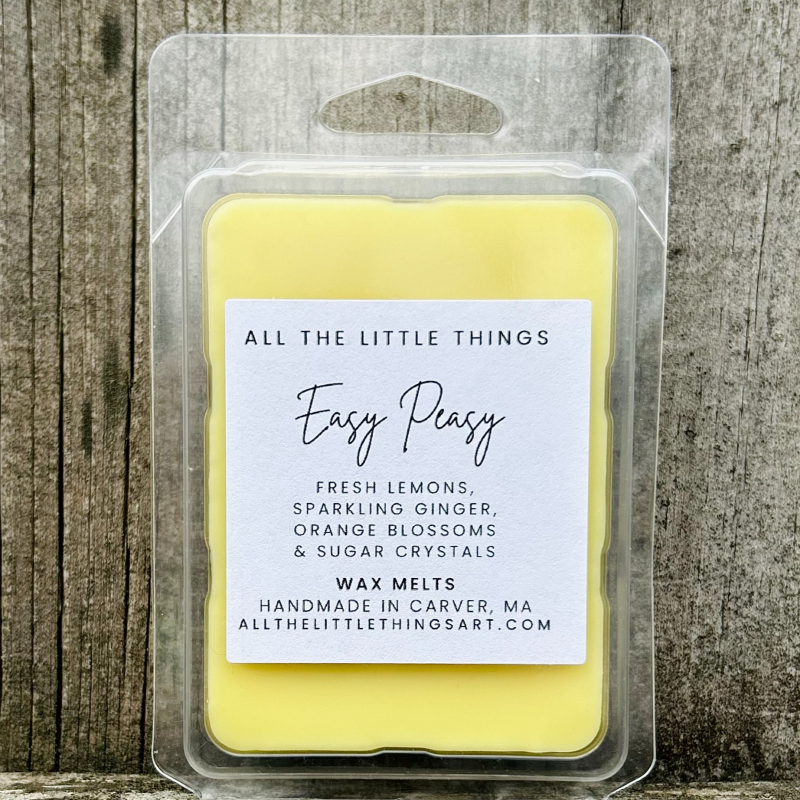 ALL THE LITTLE THINGS
Easy Peasy
FRESH LEMONS,
SPARKLING GINGER,
ORANGE BLOSSOMS
& SUGAR CRYSTALS
WAX MELTS
HANDMADE IN CARVER, MA
ALLTHELITTLETHINGSART.COM